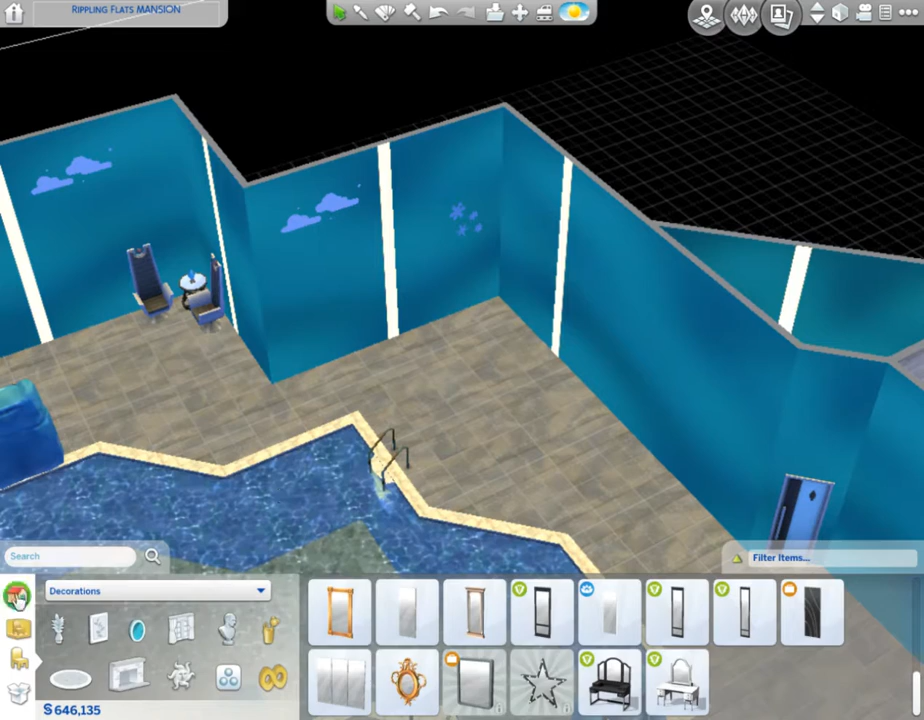 RIPPLING FLATS MANSION
Search
Filter Items...
Decorations
§646,135